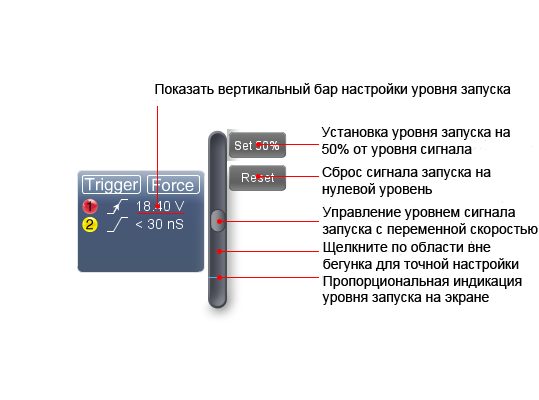 Показать вертикальный бар настройки уровня запуска
Set 50%
Установка уровня запуска на
50% от уровня сигнала
Reset
Сброс сигнала запуска на
нулевой уровень
Trigger Force
1 18.40 V
2 < 30 nS
Управление уровнем сигнала
запуска с переменной скоростью
Щелкните по области вне
бегунка для точной настройки
Пропорциональная индикация
уровня запуска на экране